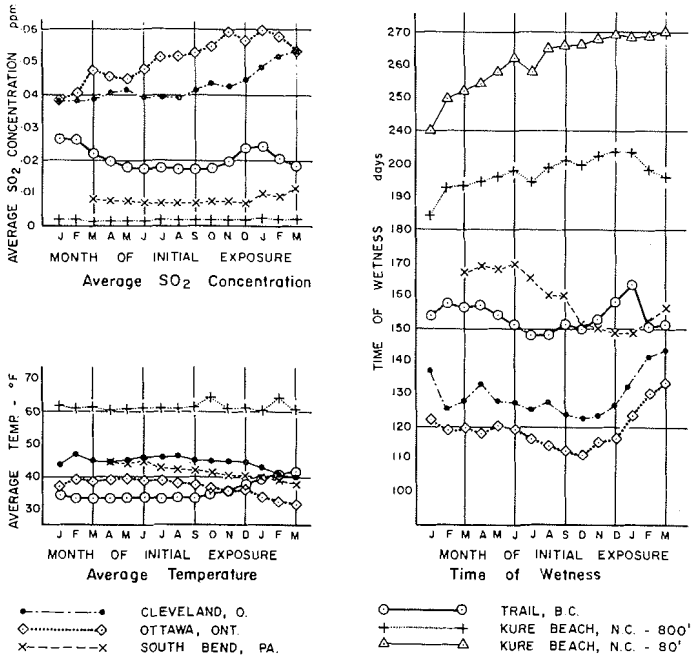 ppm
.06
.05
.04
.03
.02
.01
0
AVERAGE SO2 CONCENTRATION
J F M A M J J A S O N D J F M
MONTH OF INITIAL EXPOSURE
Average SO2 Concentration
70
60
50
40
30
AVERAGE TEMP. - °F
J F M A M J J A S O N D J F M
MONTH OF INITIAL EXPOSURE
Average Temperature
270
260
250
240
200
190
180
160
150
140
130
120
110
100
TIME OF WETNESS days
J F M A M J J A S O N D J F M
MONTH OF INITIAL EXPOSURE
Time of Wetness
CLEVELAND, O.
OTTAWA, ONT.
SOUTH BEND, PA.
TRAIL, B.C.
KURE BEACH, N.C. - 800'
KURE BEACH, N.C. - 80'